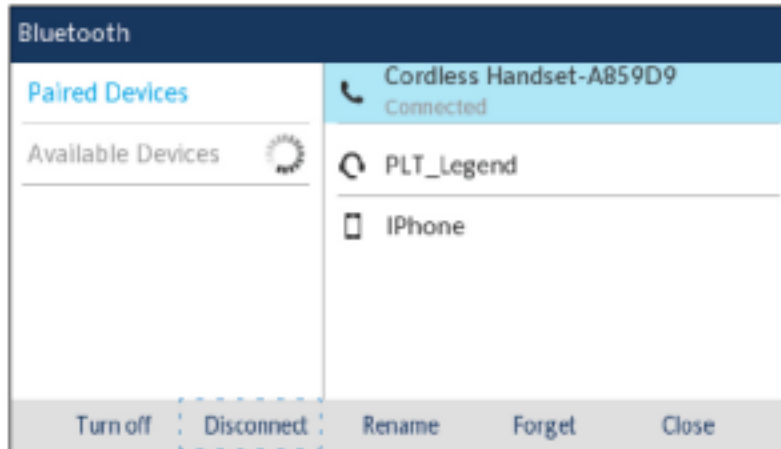 Bluetooth
Paired Devices
Available Devices
Cordless Handset-A859D9
Connected
PLT_Legend
IPhone
Turn off Disconnect Rename Forget Close